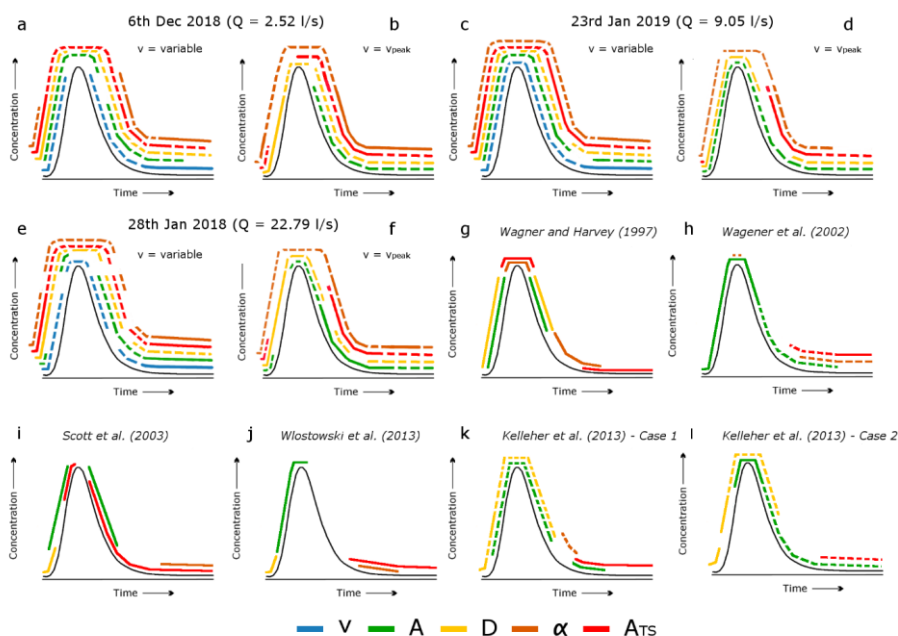 6th Dec 2018 (Q = 2.52 l/s)
23rd Jan 2019 (Q = 9.05 l/s)
a
v = variable
b
v = vpeak
c
v = variable
d
v = vpeak
Concentration
Concentration
Concentration
Concentration
Time
Time
Time
Time
28th Jan 2018 (Q = 22.79 l/s)
e
v = variable
f
v = vpeak
g
Wagner and Harvey (1997)
h
Wagener et al. (2002)
Concentration
Concentration
Concentration
Concentration
Time
Time
Time
Time
i
Scott et al. (2003)
j
Wlostowski et al. (2013)
k
Kelleher et al. (2013) - Case 1
l
Kelleher et al. (2013) - Case 2
Concentration
Concentration
Concentration
Concentration
Time
Time
Time
Time
v A D α ATS